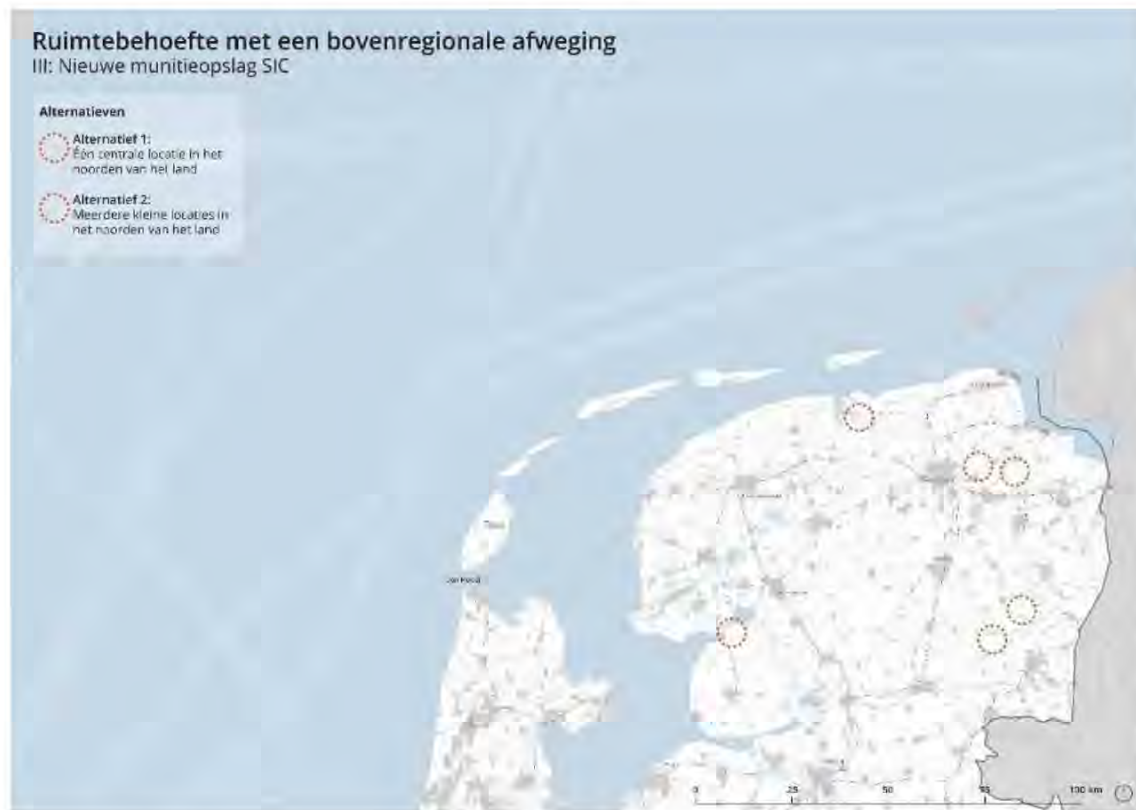 Ruimtebehoefte met een bovenregionale afweging
III: Nieuwe munitieopslag SIC
Alternatieven
Alternatief 1:
Één centrale locatie in het
noorden van het land
Alternatief 2:
Meerdere kleine locaties in
het noorden van het land
Texel
Den Helder
0 25 50 100 km